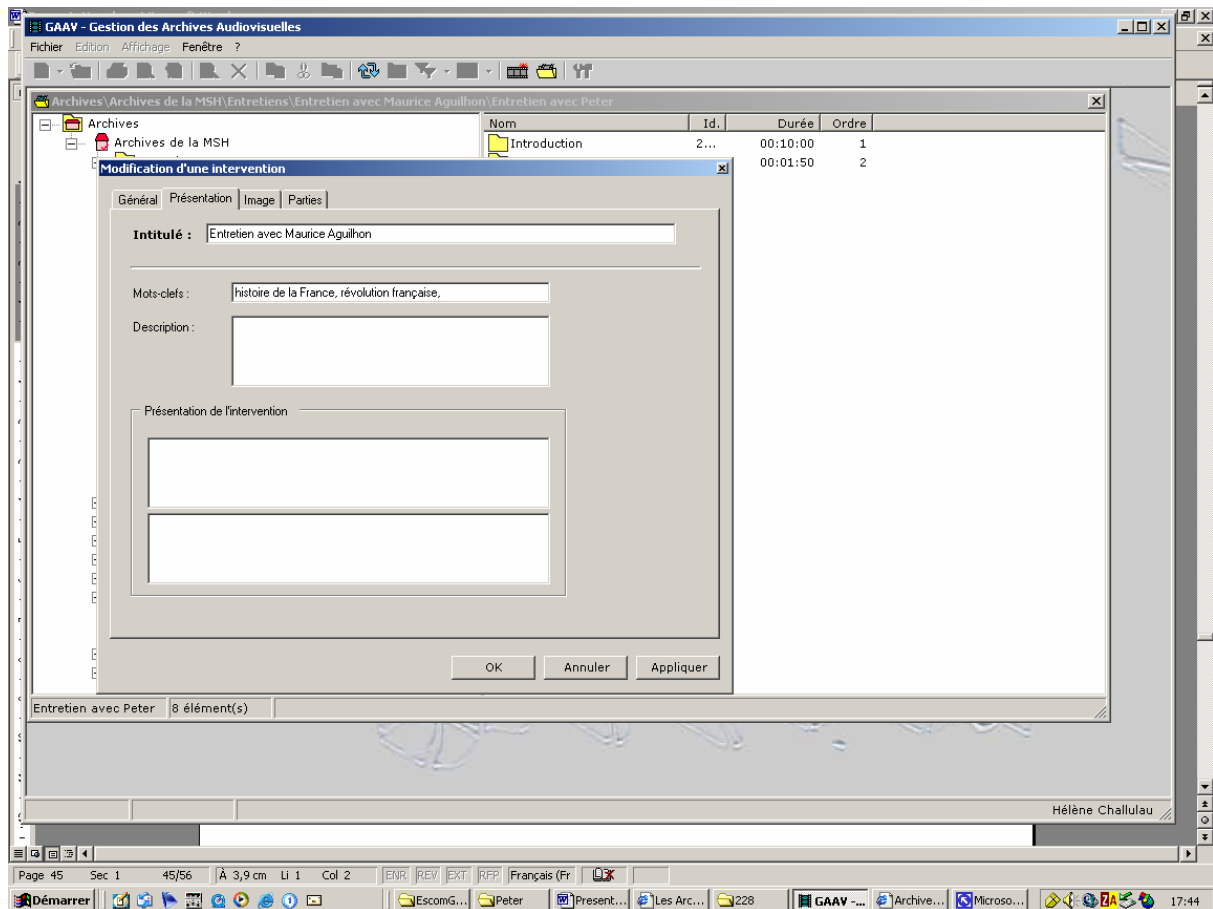 GAAV - Gestion des Archives Audiovisuelles
Fichier Edition Affichage Fenêtre ?
Archives\Archives de la MSH\Entretiens\Entretien avec Maurice Aguilhon\Entretien avec Peter
Archives
Archives de la MSH
Nom Id. Durée Ordre
Introduction 2... 00:10:00 1
00:01:50 2
Modification d'une intervention
Général Présentation Image Parties
Intitulé : Entretien avec Maurice Aguilhon
Mots-clefs : histoire de la France, révolution française,
Description :
Présentation de l'intervention
OK Annuler Appliquer
Entretien avec Peter 8 élément(s)
Hélène Challulau
Page 45 Sec 1 45/56 À 3,9 cm Li 1 Col 2 ENR REV EXT RFP Français (Fr
Démarrer EscomG... Peter Present... Les Arc... 228 GAAV -... Archive... Microso... 17:44